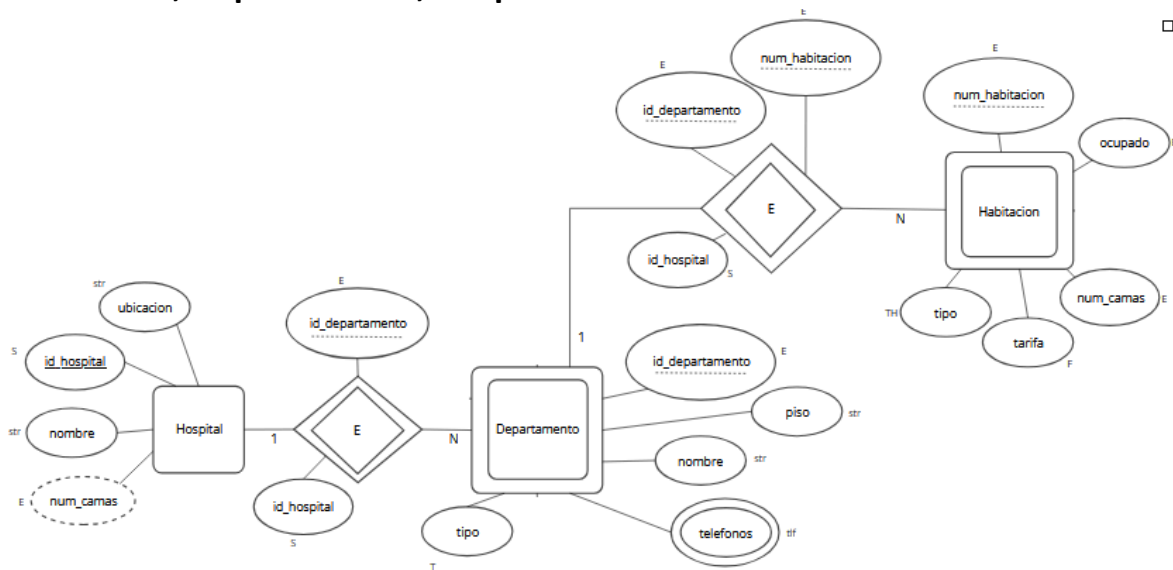 E
num_habitacion
E
id_departamento
E
num_habitacion
ocupado
E
N
Habitacion
id_hospital
S
num_camas
E
TH
tipo
tarifa
F
str
ubicacion
E
id_departamento
S
id_hospital
1
id_departamento
E
piso
str
str
nombre
Hospital
1
E
N
Departamento
nombre
str
E
num_camas
id_hospital
S
tipo
T
telefonos
tlf